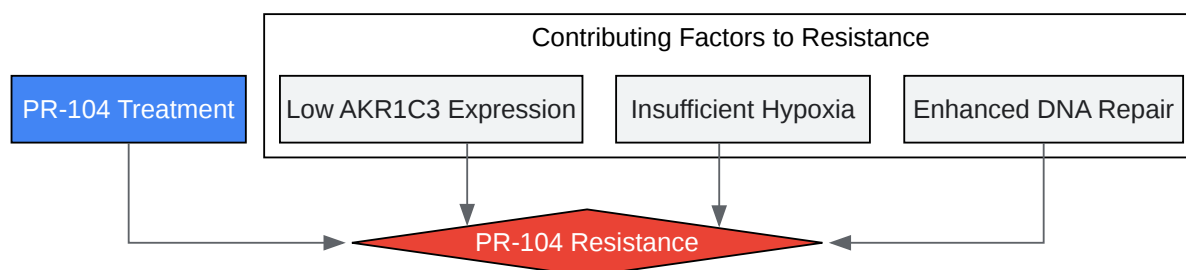 Contributing Factors to Resistance
PR-104 Treatment
Low AKR1C3 Expression
Insufficient Hypoxia
Enhanced DNA Repair
PR-104 Resistance